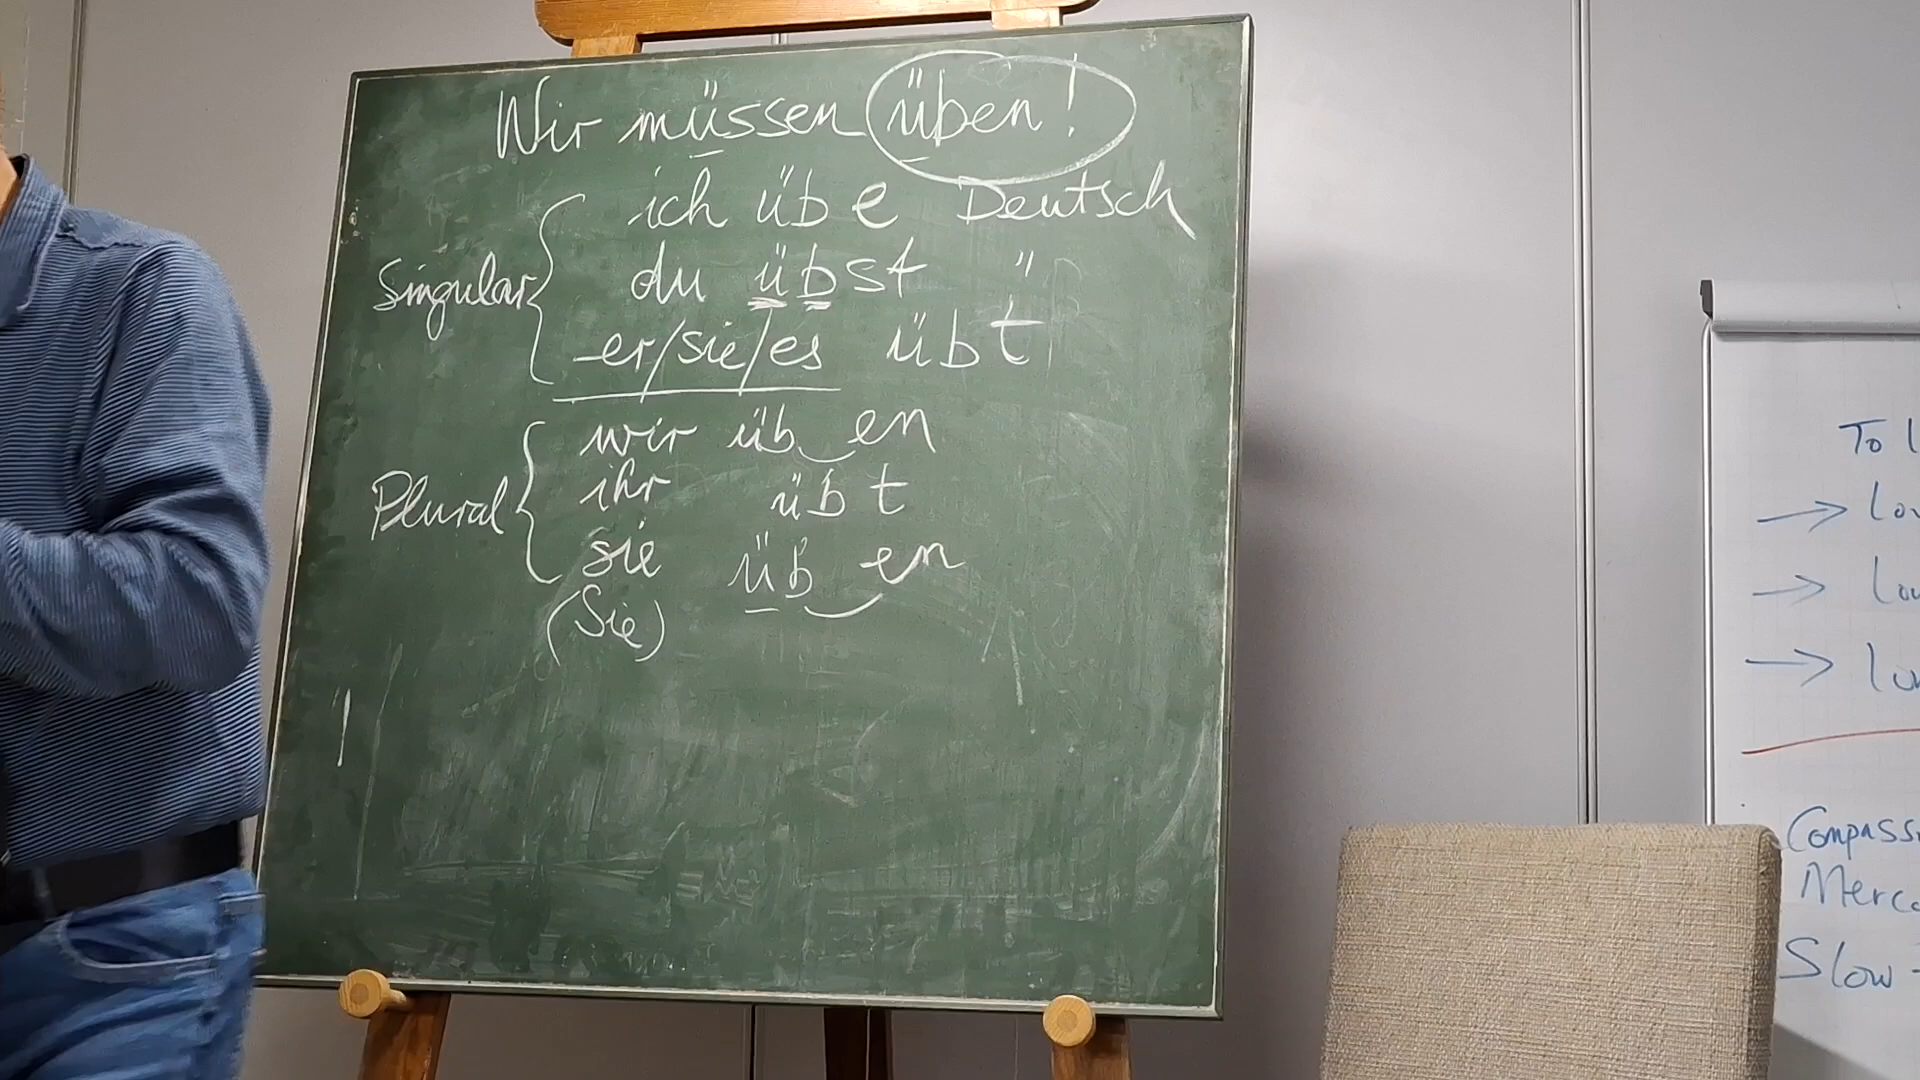 Wir müssen üben!
Singular
ich übe Deutsch
du übst "
er/sie/es übt
Plural
wir üben
ihr übt
sie üben
(Sie)
To
→
→
→
Slow